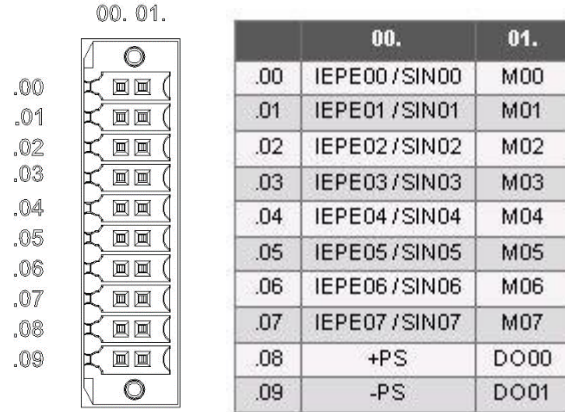 00. 01.
.00
.01
.02
.03
.04
.05
.06
.07
.08
.09
00. 01.
.00 IEPE00/SIN00 M00
.01 IEPE01/SIN01 M01
.02 IEPE02/SIN02 M02
.03 IEPE03/SIN03 M03
.04 IEPE04/SIN04 M04
.05 IEPE05/SIN05 M05
.06 IEPE06/SIN06 M06
.07 IEPE07/SIN07 M07
.08 +PS DO00
.09 -PS DO01